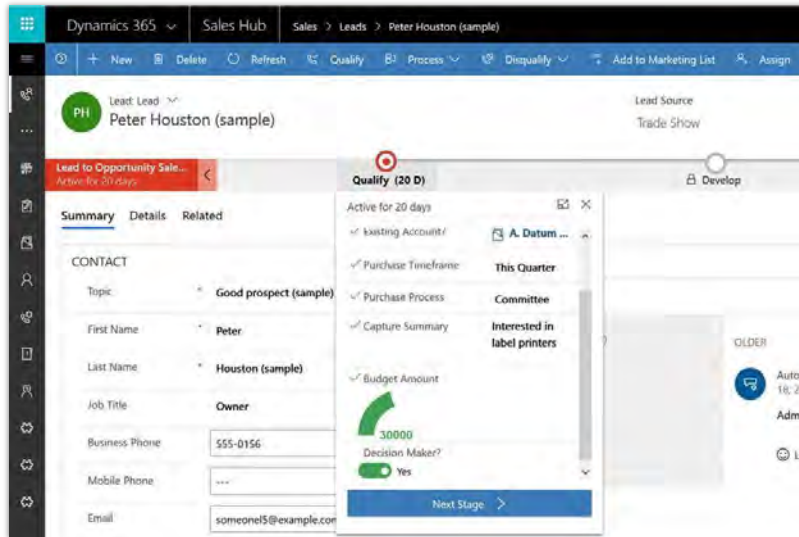 Dynamics 365
Sales Hub
Sales > Leads > Peter Houston (sample)
+ New Delete Refresh Qualify Process Disqualify Add to Marketing List Assign
PH
Lead: Lead
Peter Houston (sample)
Lead Source
Trade Show
Lead to Opportunity Sale...
Active for 20 days
Qualify (20 D)
Develop
Summary Details Related
CONTACT
Topic * Good prospect (sample)
First Name * Peter
Last Name * Houston (sample)
Job Title Owner
Business Phone 555-0156
Mobile Phone ---
Email someone15@example.com
Active for 20 days
Existing Account? A. Datum ...
Purchase Timeframe This Quarter
Purchase Process Committee
Capture Summary Interested in
label printers
Budget Amount
30000
Decision Maker?
Yes
Next Stage >
OLDER
Auto
Adm
L